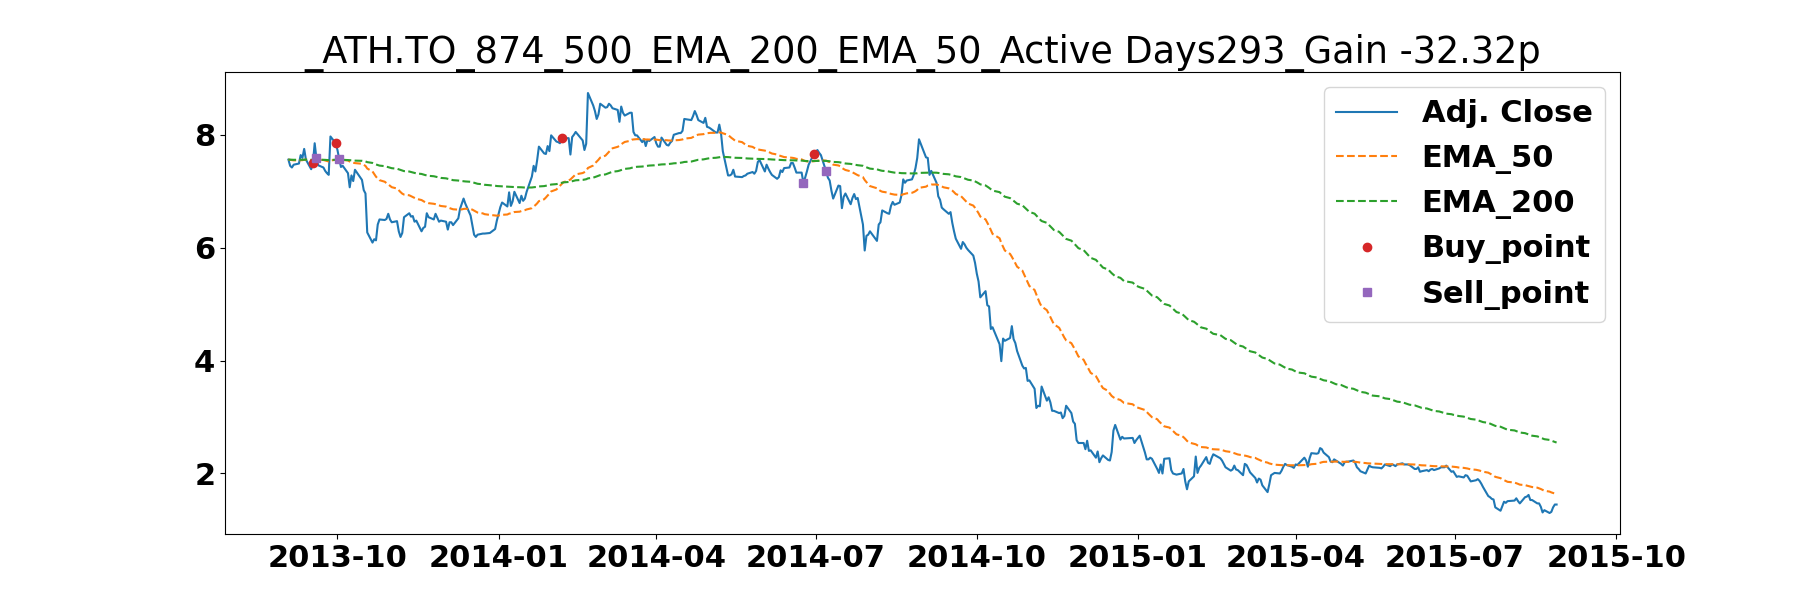 _ATH.TO_874_500_EMA_200_EMA_50_Active Days293_Gain -32.32p
Adj. Close
EMA_50
EMA_200
Buy_point
Sell_point
8
6
4
2
2013-10 2014-01 2014-04 2014-07 2014-10 2015-01 2015-04 2015-07 2015-10